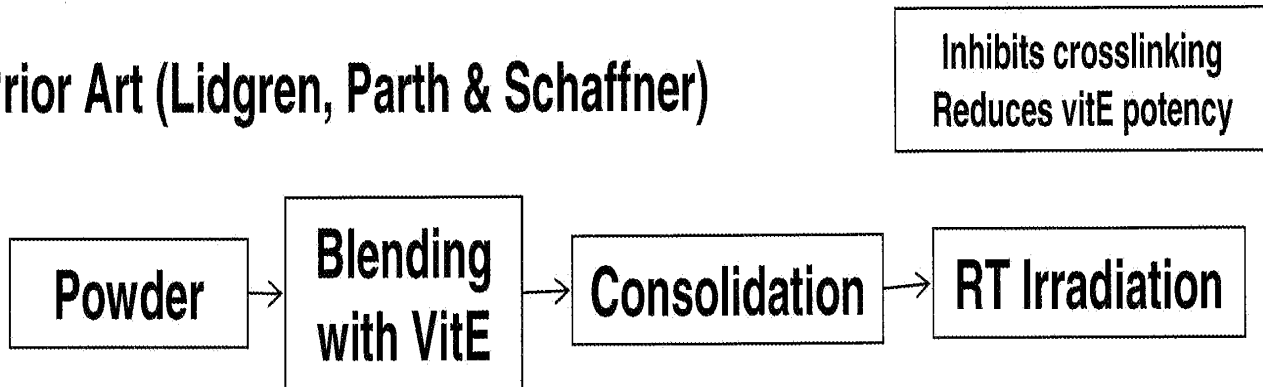 rior Art (Lidgren, Parth & Schaffner)
Inhibits crosslinking
Reduces vitE potency
Powder
Blending
with VitE
Consolidation
RT Irradiation